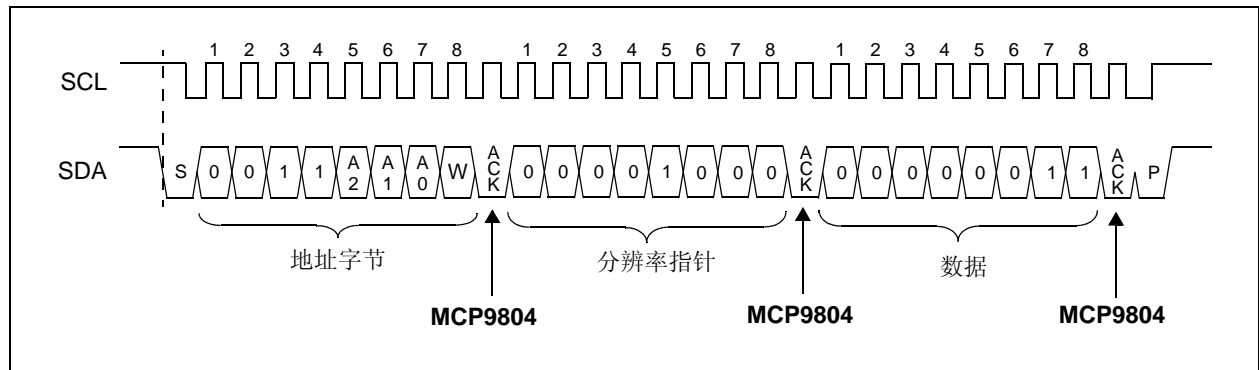 1 2 3 4 5 6 7 8 1 2 3 4 5 6 7 8 1 2 3 4 5 6 7 8
SCL
SDA S 0 0 1 1 A2 A1 A0 W ACK 0 0 0 0 1 0 0 0 ACK 0 0 0 0 0 0 1 1 ACK P
地址字节 分辨率指针 数据
MCP9804 MCP9804 MCP9804